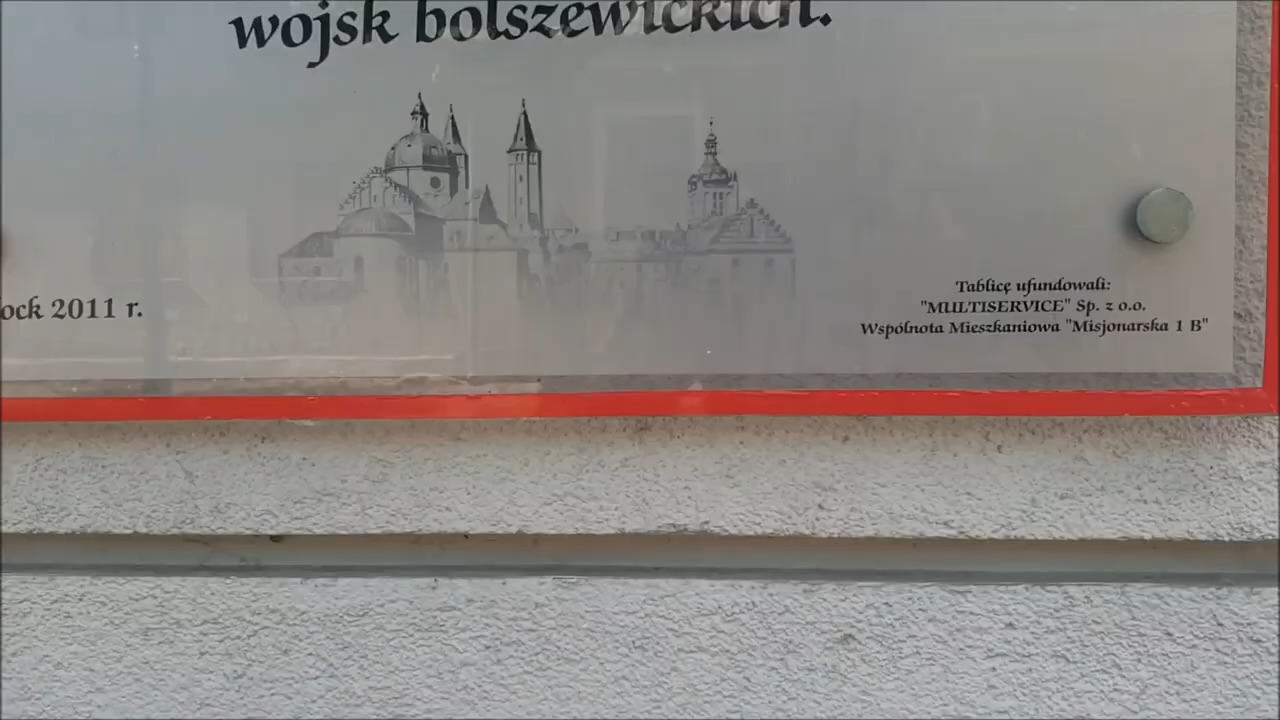 wojsk bolszewickich.
ock 2011 r.
Tablicę ufundowali:
"MULTISERVICE" Sp. z o.o.
Wspólnota Mieszkaniowa "Misjonarska 1 B"